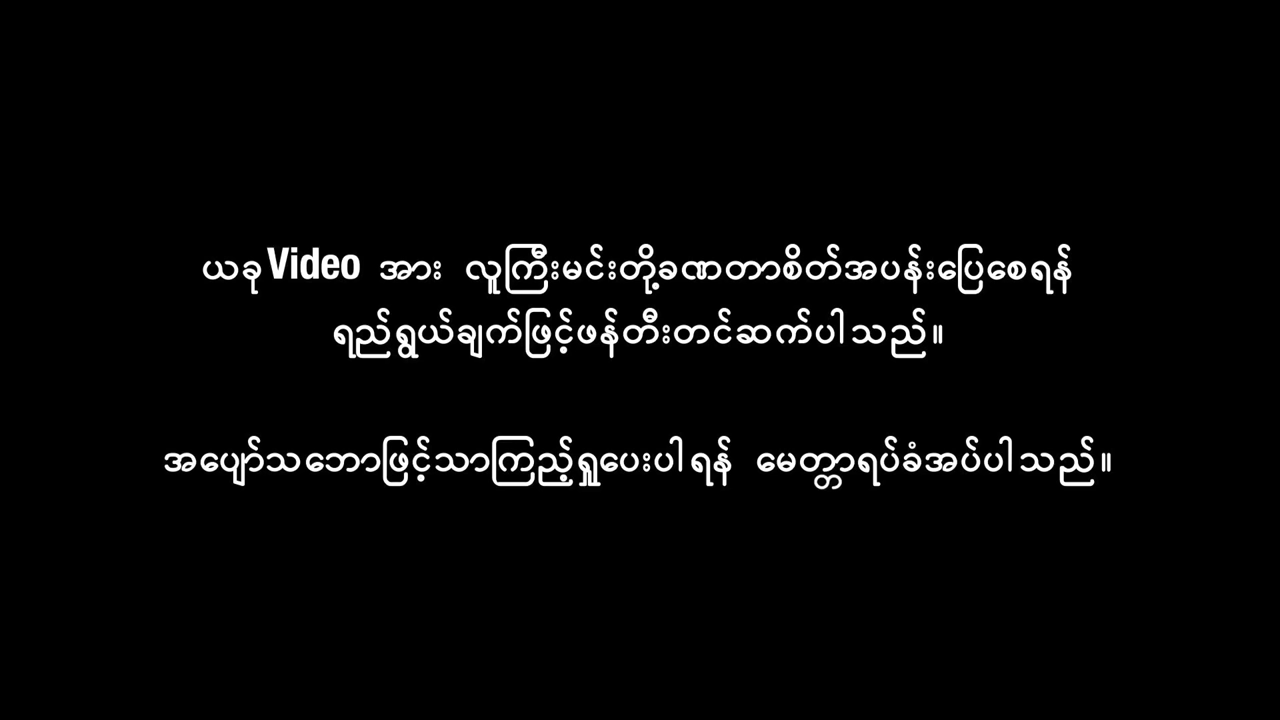 ယခုVideo အား လူကြီးမင်းတို့ခဏတာစိတ်အပန်းပြေစေရန်
ရည်ရွယ်ချက်ဖြင့်ဖန်တီးတင်ဆက်ပါသည်။
အပျော်သဘောဖြင့်သာကြည့်ရှုပေးပါရန် မေတ္တာရပ်ခံအပ်ပါသည်။